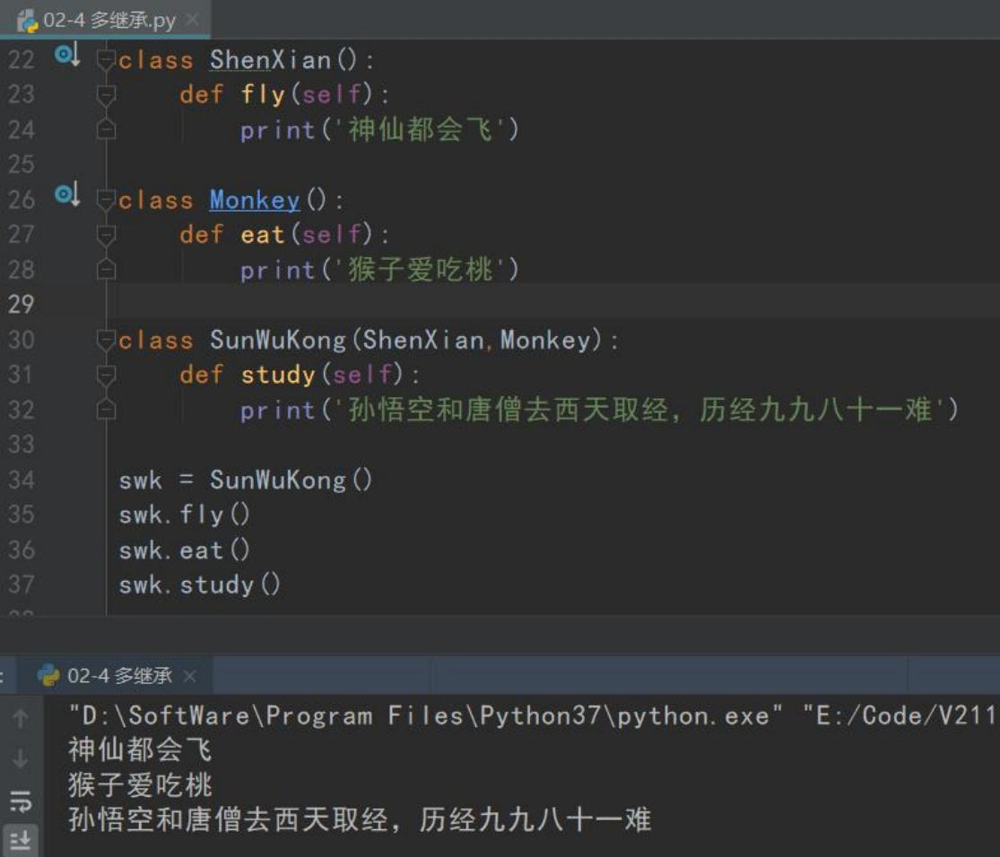 02-4 多继承.py
22 class ShenXian():
23     def fly(self):
24         print('神仙都会飞')
25
26 class Monkey():
27     def eat(self):
28         print('猴子爱吃桃')
29
30 class SunWuKong(ShenXian,Monkey):
31     def study(self):
32         print('孙悟空和唐僧去西天取经，历经九九八十一难')
33
34 swk = SunWuKong()
35 swk.fly()
36 swk.eat()
37 swk.study()
: 02-4 多继承
"D:\SoftWare\Program Files\Python37\python.exe" "E:/Code/V211
神仙都会飞
猴子爱吃桃
孙悟空和唐僧去西天取经，历经九九八十一难